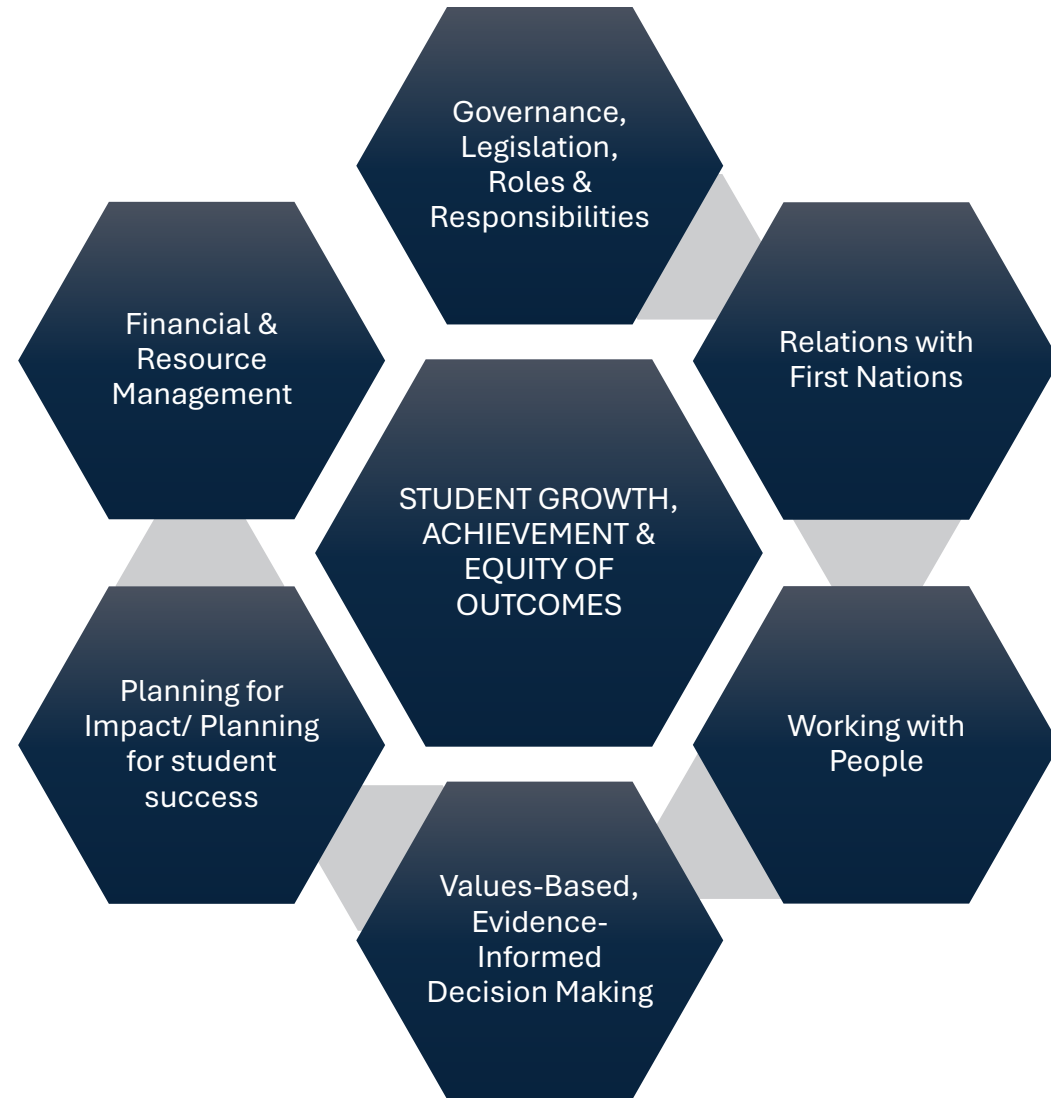 Governance,
Legislation,
Roles &
Responsibilities
Financial &
Resource
Management
Relations with
First Nations
STUDENT GROWTH,
ACHIEVEMENT &
EQUITY OF
OUTCOMES
Planning for
Impact/ Planning
for student
success
Working with
People
Values-Based,
Evidence-
Informed
Decision Making